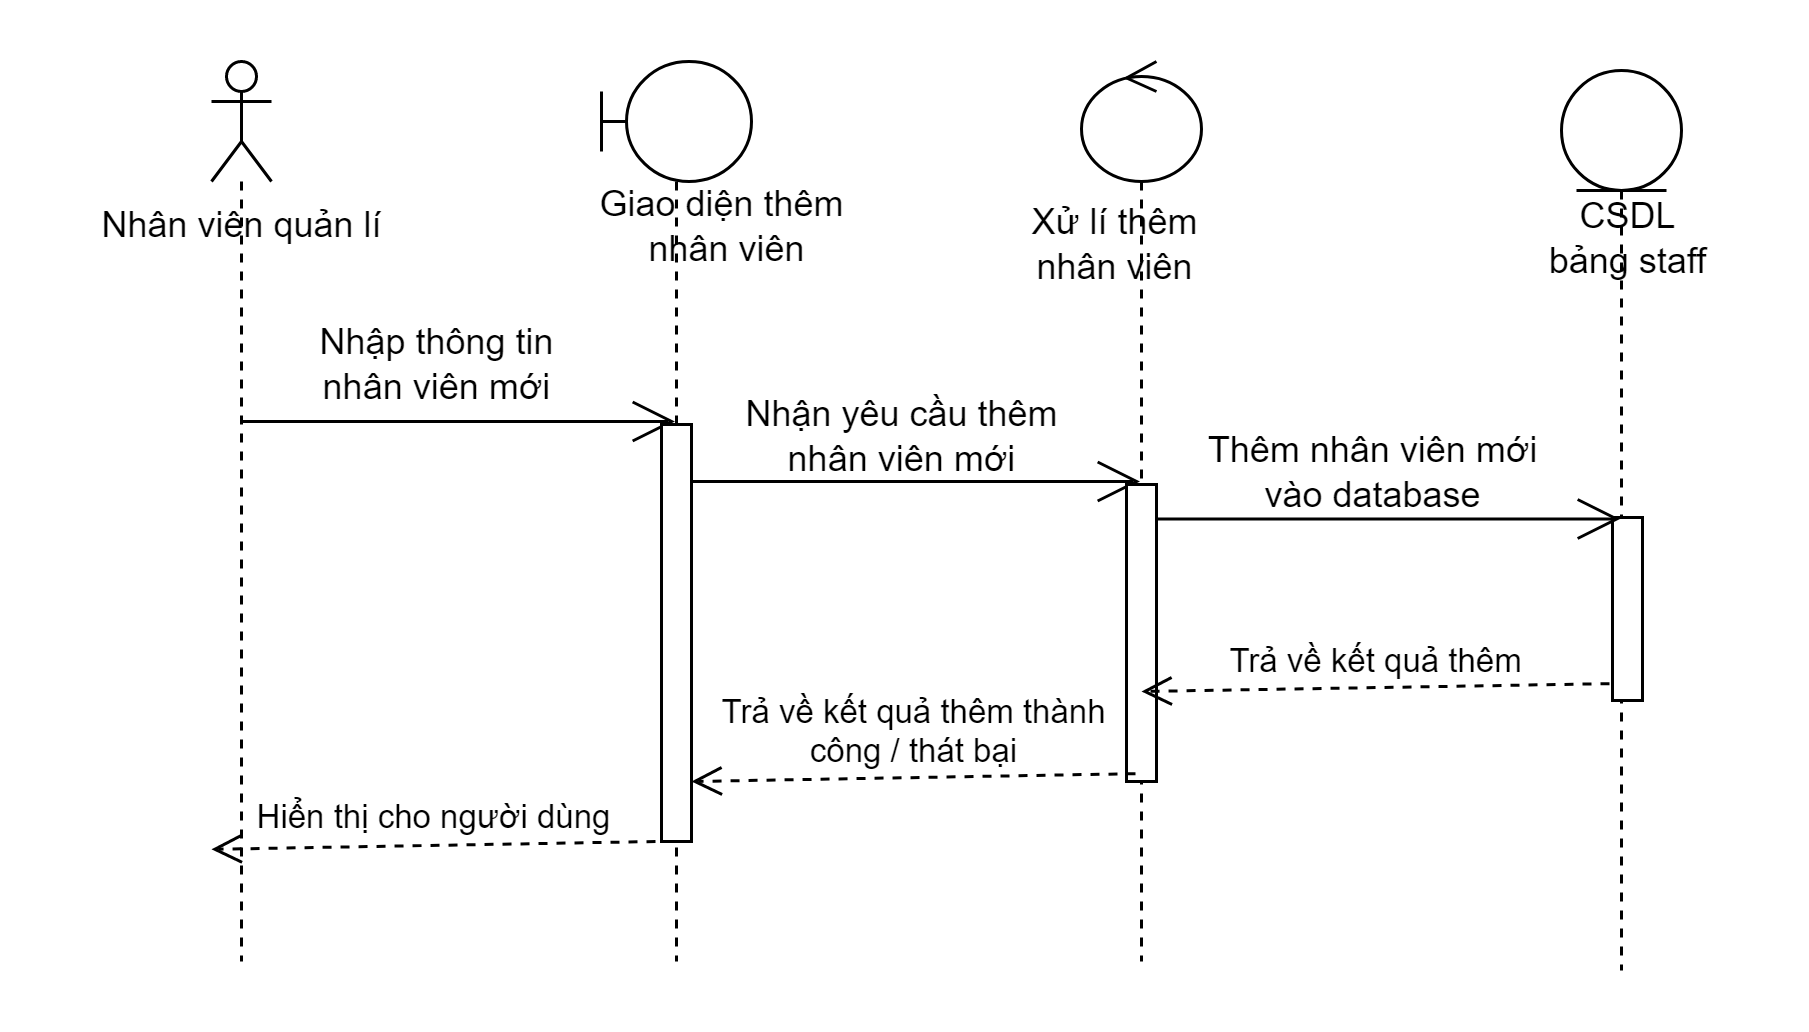 Nhân viên quản lí
Giao diện thêm
nhân viên
Xử lí thêm
nhân viên
CSDL
bảng staff
Nhập thông tin
nhân viên mới
Nhận yêu cầu thêm
nhân viên mới
Thêm nhân viên mới
vào database
Trả về kết quả thêm
Trả về kết quả thêm thành
công / thát bại
Hiển thị cho người dùng